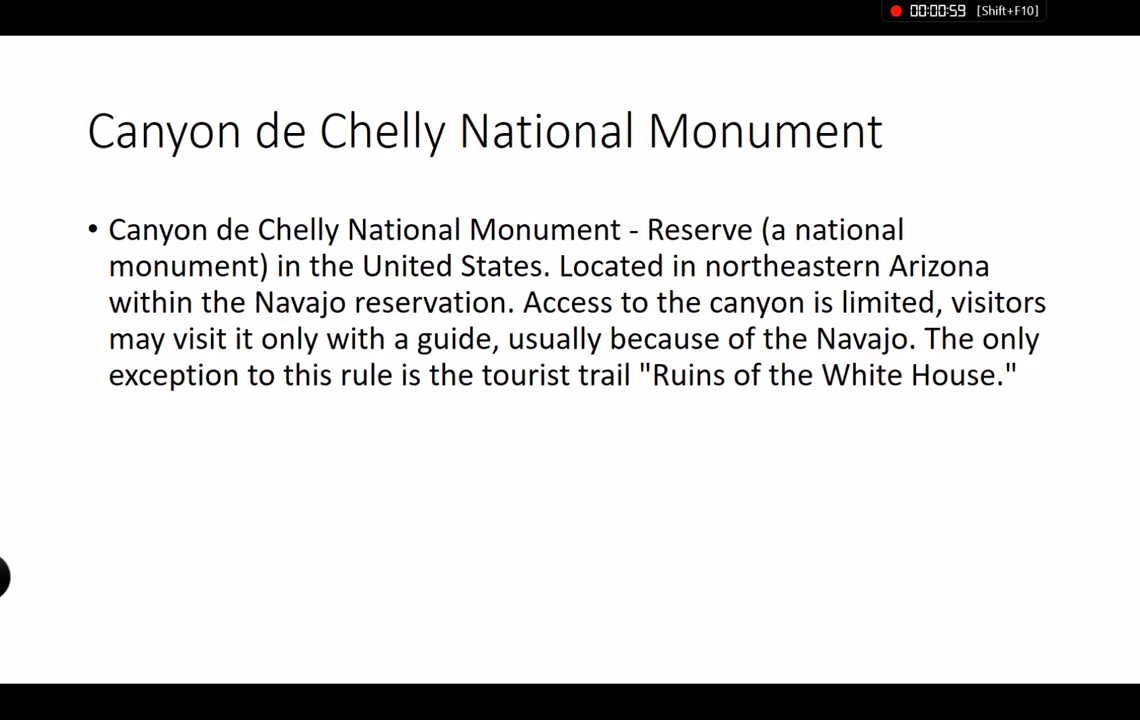 00:00:59 [Shift+F10]
Canyon de Chelly National Monument
• Canyon de Chelly National Monument - Reserve (a national
monument) in the United States. Located in northeastern Arizona
within the Navajo reservation. Access to the canyon is limited, visitors
may visit it only with a guide, usually because of the Navajo. The only
exception to this rule is the tourist trail "Ruins of the White House."